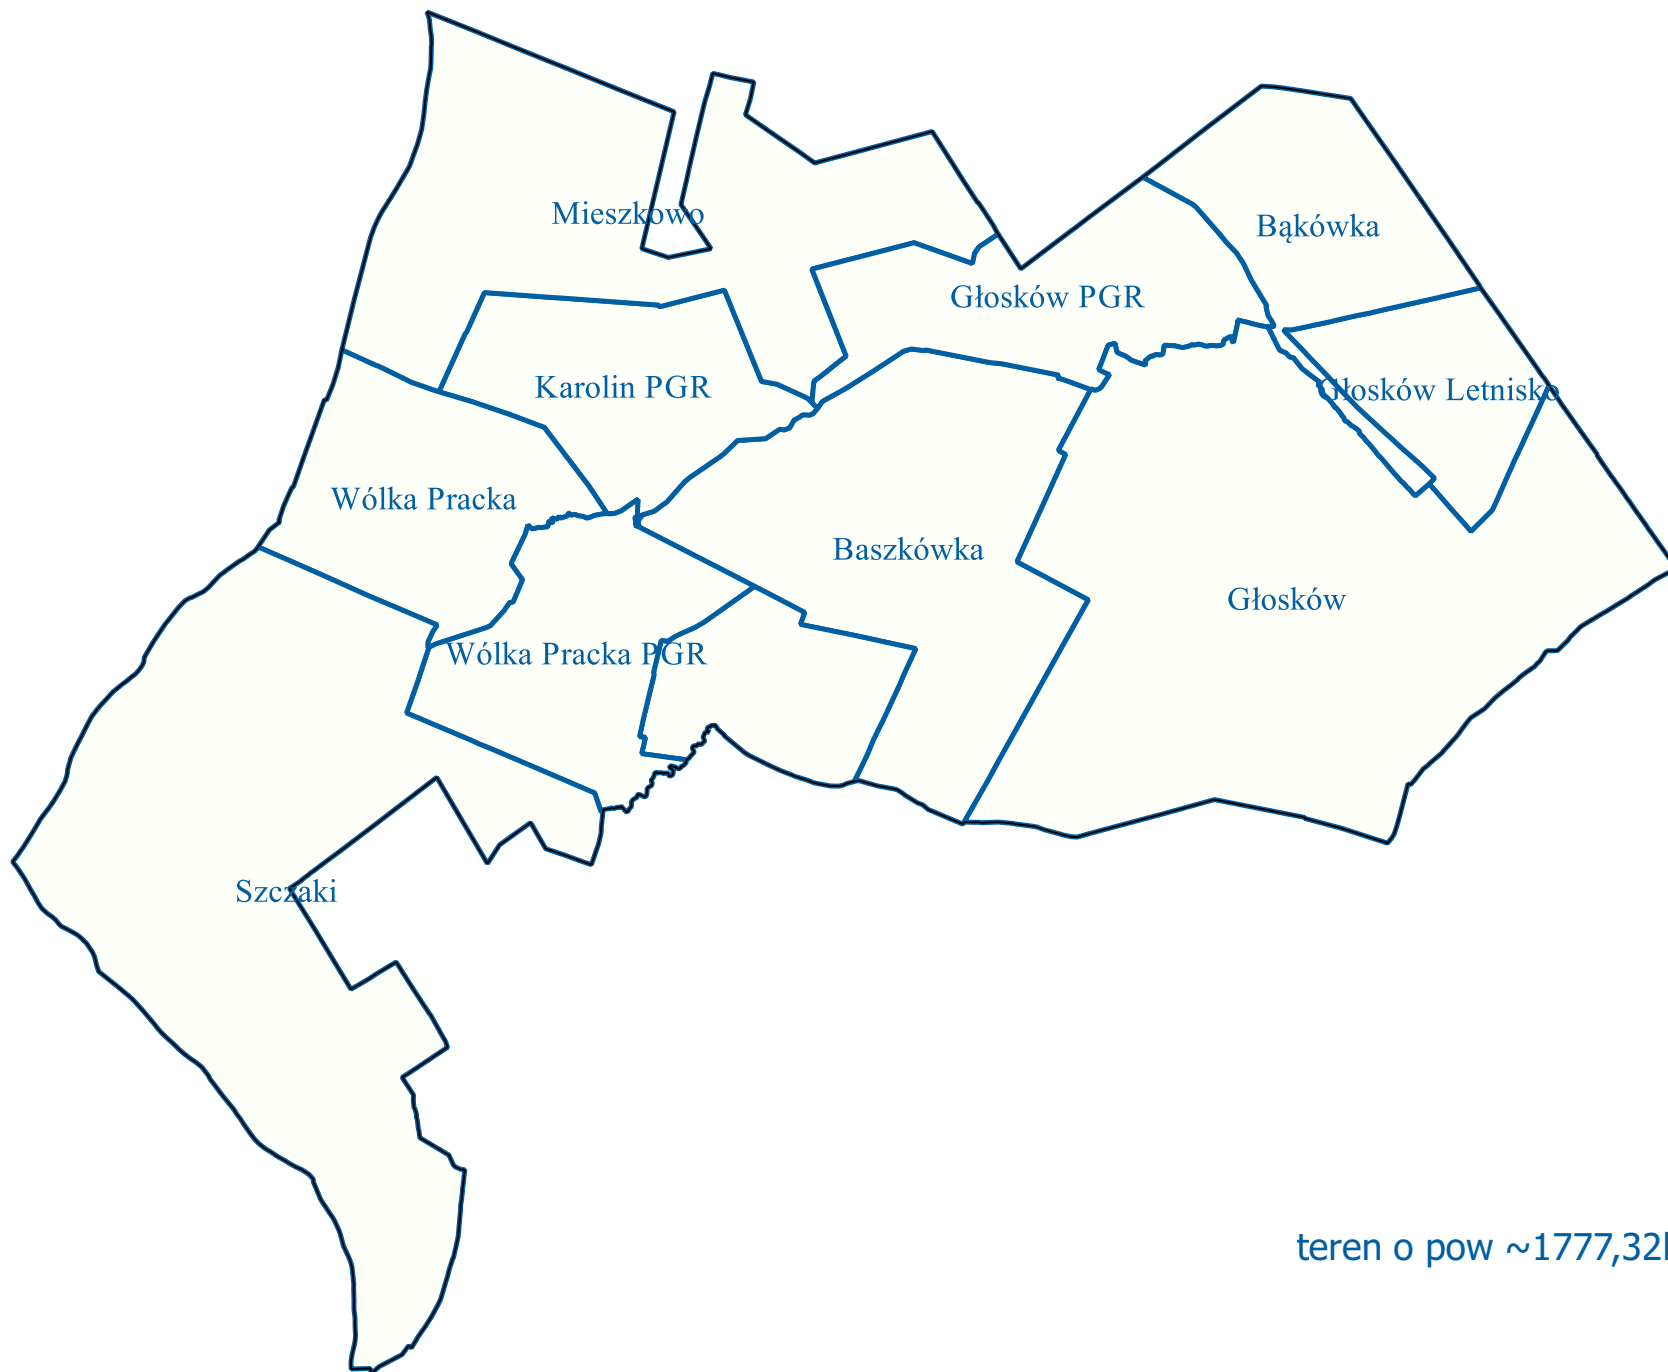 Mieszkowo
Bąkówka
Głosków PGR
Karolin PGR
Głosków Letnisko
Wólka Pracka
Baszkówka
Głosków
Wólka Pracka PGR
Szczaki
teren o pow ~1777,32